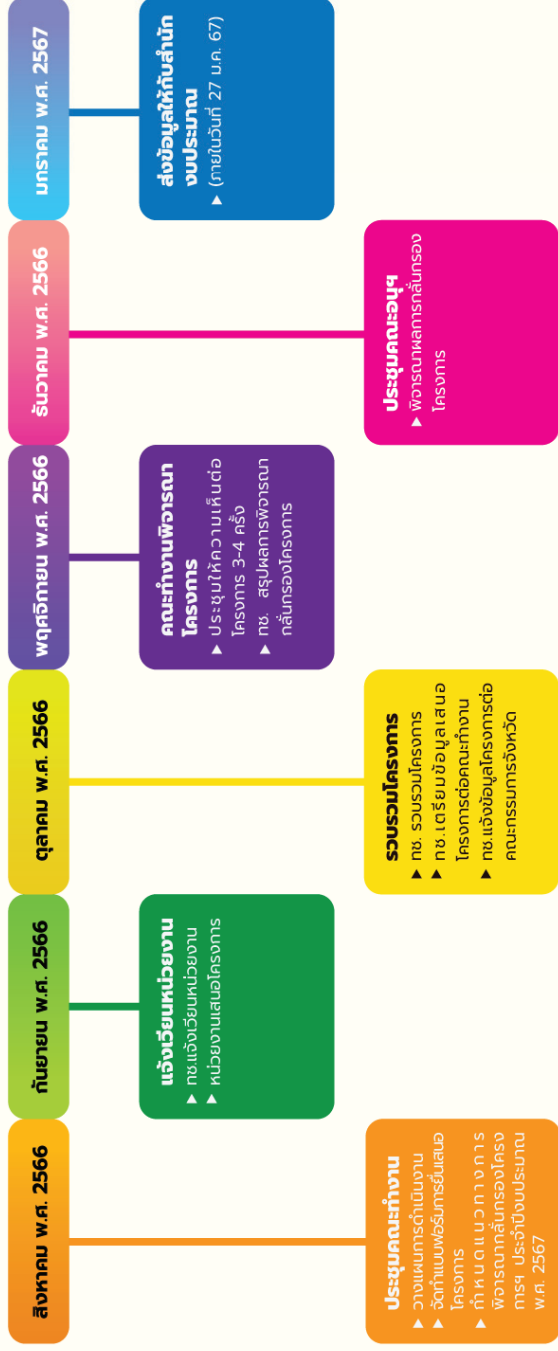 สิงหาคม พ.ศ. 2566
ประชุมคณะทำงาน
▶ วางแผนการดำเนินงาน
▶ จัดทำแบบฟอร์มการยื่นเสนอ
โครงการ
▶ กำหนดแนวทางการ
พิจารณากลั่นกรองโครง
การฯ ประจำปีงบประมาณ
พ.ศ. 2567
กันยายน พ.ศ. 2566
แจ้งเวียนหน่วยงาน
▶ ทช.แจ้งเวียนหน่วยงาน
▶ หน่วยงานเสนอโครงการ
ตุลาคม พ.ศ. 2566
รวบรวมโครงการ
▶ ทช. รวบรวมโครงการ
▶ ทช.เตรียมข้อมูลเสนอ
โครงการต่อคณะทำงาน
▶ ทช.แจ้งข้อมูลโครงการต่อ
คณะกรรมการจังหวัด
พฤศจิกายน พ.ศ. 2566
คณะทำงานพิจารณา
โครงการ
▶ ประชุมให้ความเห็นต่อ
โครงการ 3-4 ครั้ง
▶ ทช. สรุปผลการพิจารณา
กลั่นกรองโครงการ
ธันวาคม พ.ศ. 2566
ประชุมคณะอนุฯ
▶ พิจารณาผลการกลั่นกรอง
โครงการ
มกราคม พ.ศ. 2567
ส่งข้อมูลให้กับสำนัก
งบประมาณ
▶ (ภายในวันที่ 27 ม.ค. 67)